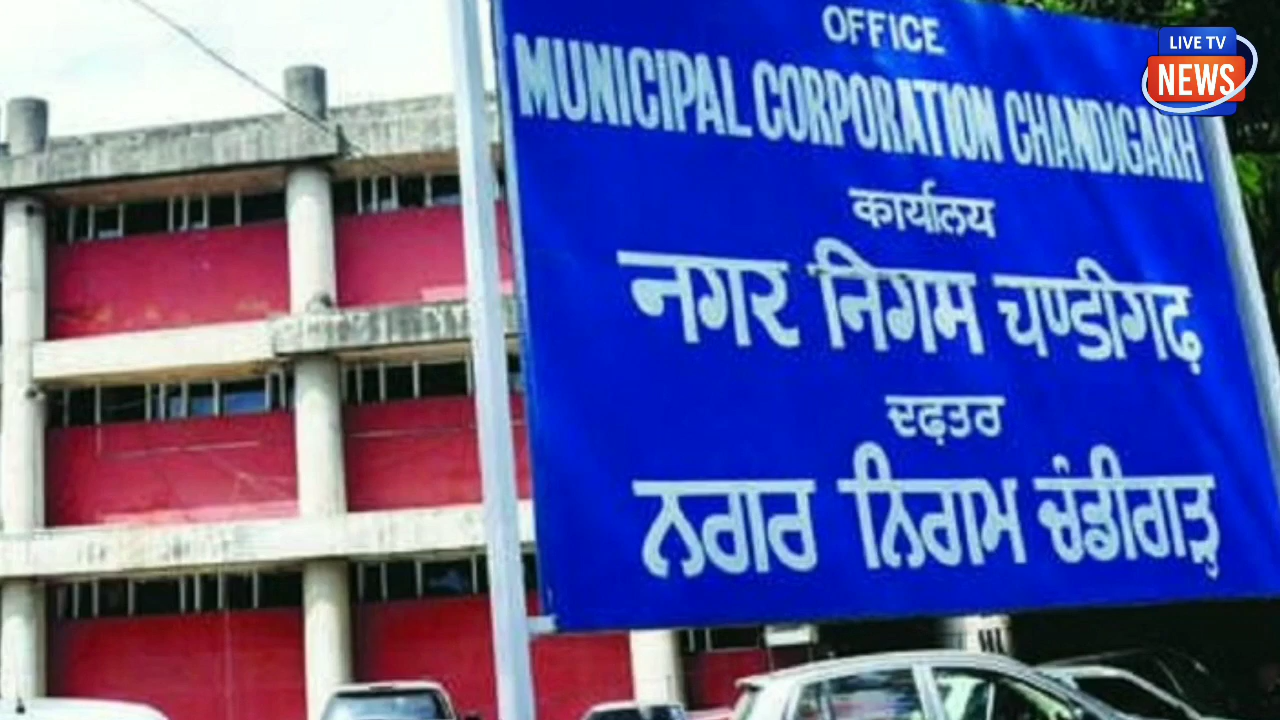 OFFICE
MUNICIPAL CORPORATION CHANDIGARH
कार्यालय
नगर निगम चण्डीगढ़
ਦਫ਼ਤਰ
ਨਗਰ ਨਿਗਮ ਚੰਡੀਗੜ੍ਹ
LIVE TV
NEWS